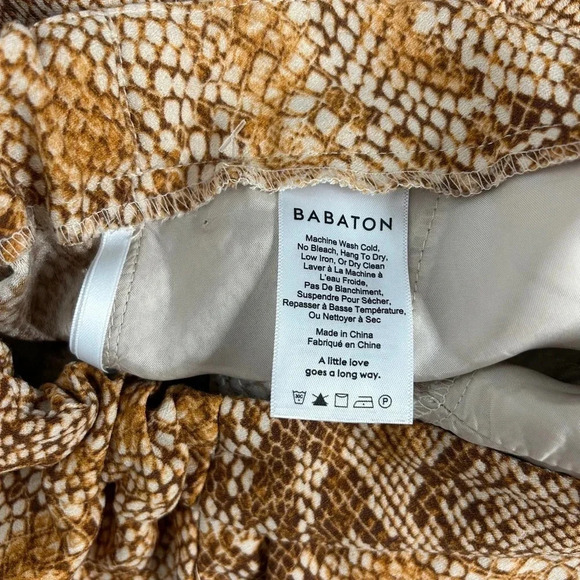 BABATON
Machine Wash Cold,
No Bleach, Hang To Dry,
Low Iron, Or Dry Clean
Laver à La Machine à
L'eau Froide,
Pas De Blanchiment,
Suspendre Pour Sécher,
Repasser à Basse Température,
Ou Nettoyer à Sec
Made in China
Fabriqué en Chine
A little love
goes a long way.
30C P